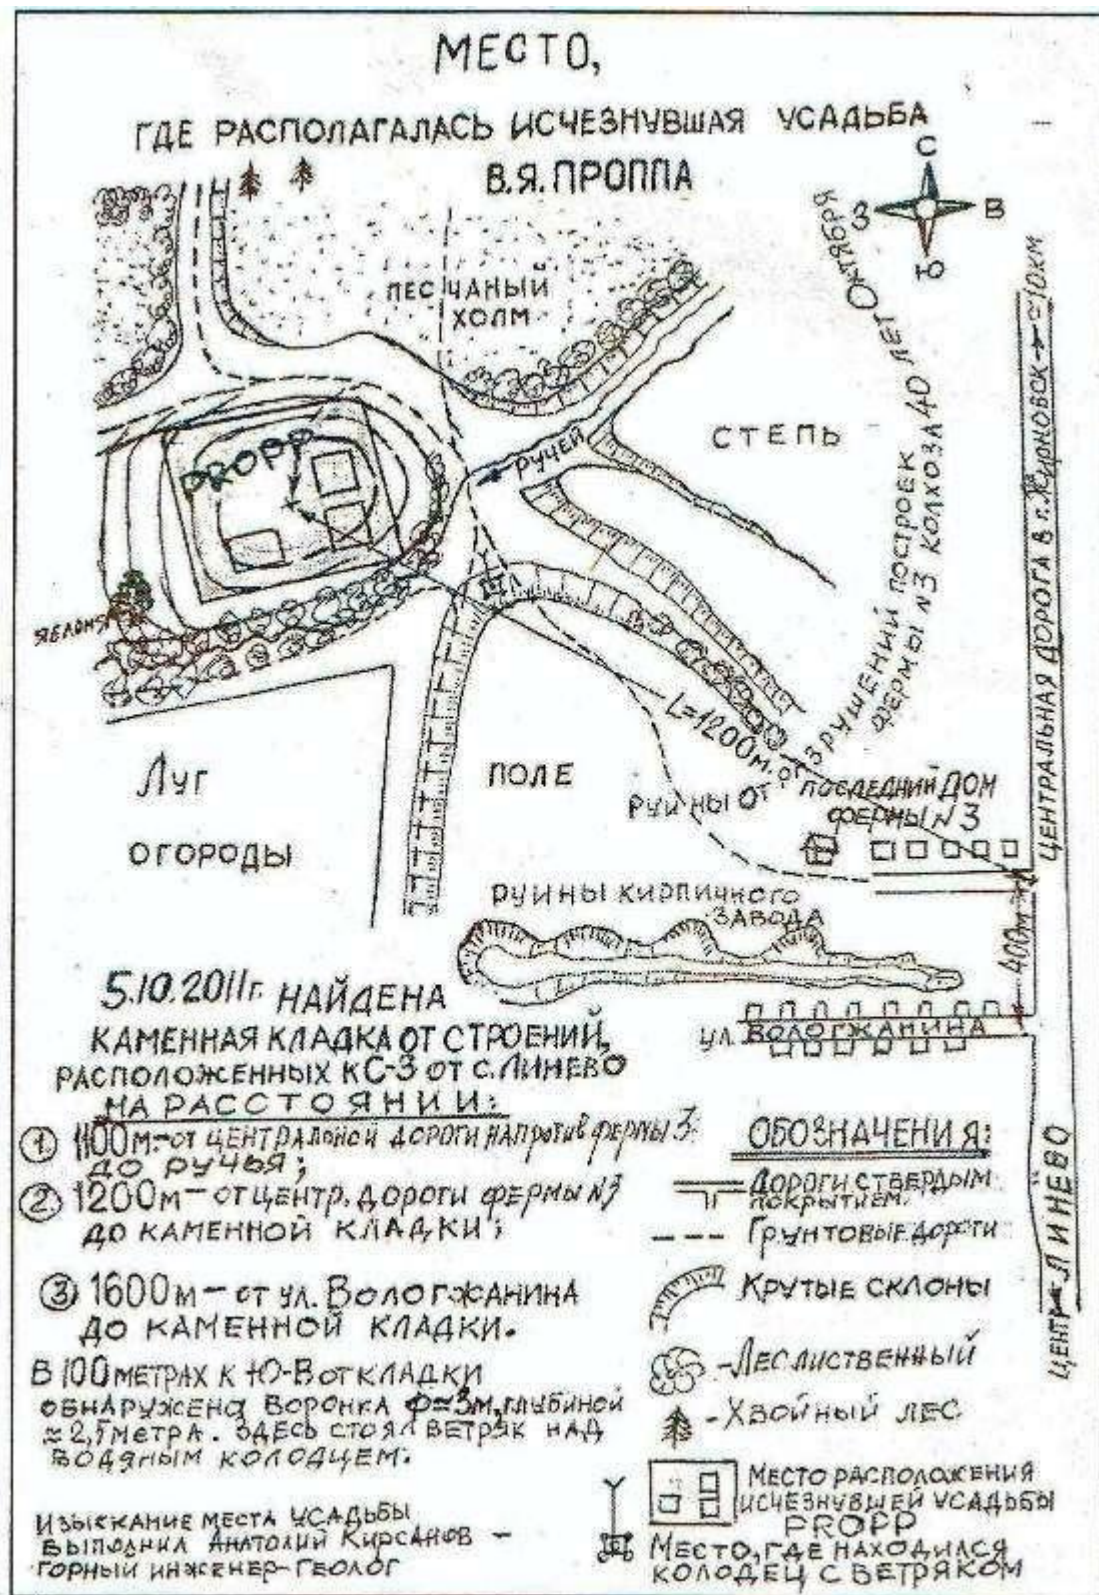 МЕСТО,
ГДЕ РАСПОЛАГАЛАСЬ ИСЧЕЗНУВШАЯ УСАДЬБА
В.Я. ПРОППА
С
З
В
Ю
ПЕСЧАНЫЙ
ХОЛМ
СТЕПЬ
РУЧЕЙ
PROPP
ЯБЛОНЯ
РУИНЫ ОТ РАЗРУШЕНИЙ ПОСТРОЕК
ФЕРМЫ N3 КОЛХОЗА 40 ЛЕТ ОКТЯБРЯ
ЦЕНТРАЛЬНАЯ ДОРОГА В г. Жирновск → ≈10км
L=1200м.
ЛУГ
ОГОРОДЫ
ПОЛЕ
ПОСЛЕДНИЙ ДОМ
ФЕРМЫ N3
РУИНЫ КИРПИЧНОГО
ЗАВОДА
400м
ул. ВОЛОГЖАНИНА
ЦЕНТР ЛИНЁВО
5.10.2011г. НАЙДЕНА
КАМЕННАЯ КЛАДКА ОТ СТРОЕНИЙ,
РАСПОЛОЖЕННЫХ К С-З ОТ С. ЛИНЕВО
НА РАССТОЯНИИ:
1. 1100м-ОТ ЦЕНТРАЛЬНОЙ ДОРОГИ НАПРОТИВ ФЕРМЫ 3
ДО РУЧЬЯ;
2. 1200м - ОТ ЦЕНТР. ДОРОГИ ФЕРМЫ N3
ДО КАМЕННОЙ КЛАДКИ;
3 1600м - ОТ УЛ. ВОЛОГЖАНИНА
ДО КАМЕННОЙ КЛАДКИ.
В 100 МЕТРАХ К Ю-В ОТ КЛАДКИ
ОБНАРУЖЕНА ВОРОНКА Ф≈3м, ГЛУБИНОЙ
≈2,5 МЕТРА. ЗДЕСЬ СТОЯЛ ВЕТРЯК НАД
ВОДЯНЫМ КОЛОДЦЕМ.
ИЗЫСКАНИЕ МЕСТА УСАДЬБЫ
ВЫПОЛНИЛ АНАТОЛИЙ КИРСАНОВ -
ГОРНЫЙ ИНЖЕНЕР-ГЕОЛОГ
ОБОЗНАЧЕНИЯ:
ДОРОГИ С ТВЕРДЫМ
ПОКРЫТИЕМ.
ГРУНТОВЫЕ ДОРОГИ
КРУТЫЕ СКЛОНЫ
-ЛЕС ЛИСТВЕННЫЙ
- ХВОЙНЫЙ ЛЕС
МЕСТО РАСПОЛОЖЕНИЯ
ИСЧЕЗНУВШЕЙ УСАДЬБЫ
PROPP
МЕСТО, ГДЕ НАХОДИЛСЯ
КОЛОДЕЦ С ВЕТРЯКОМ